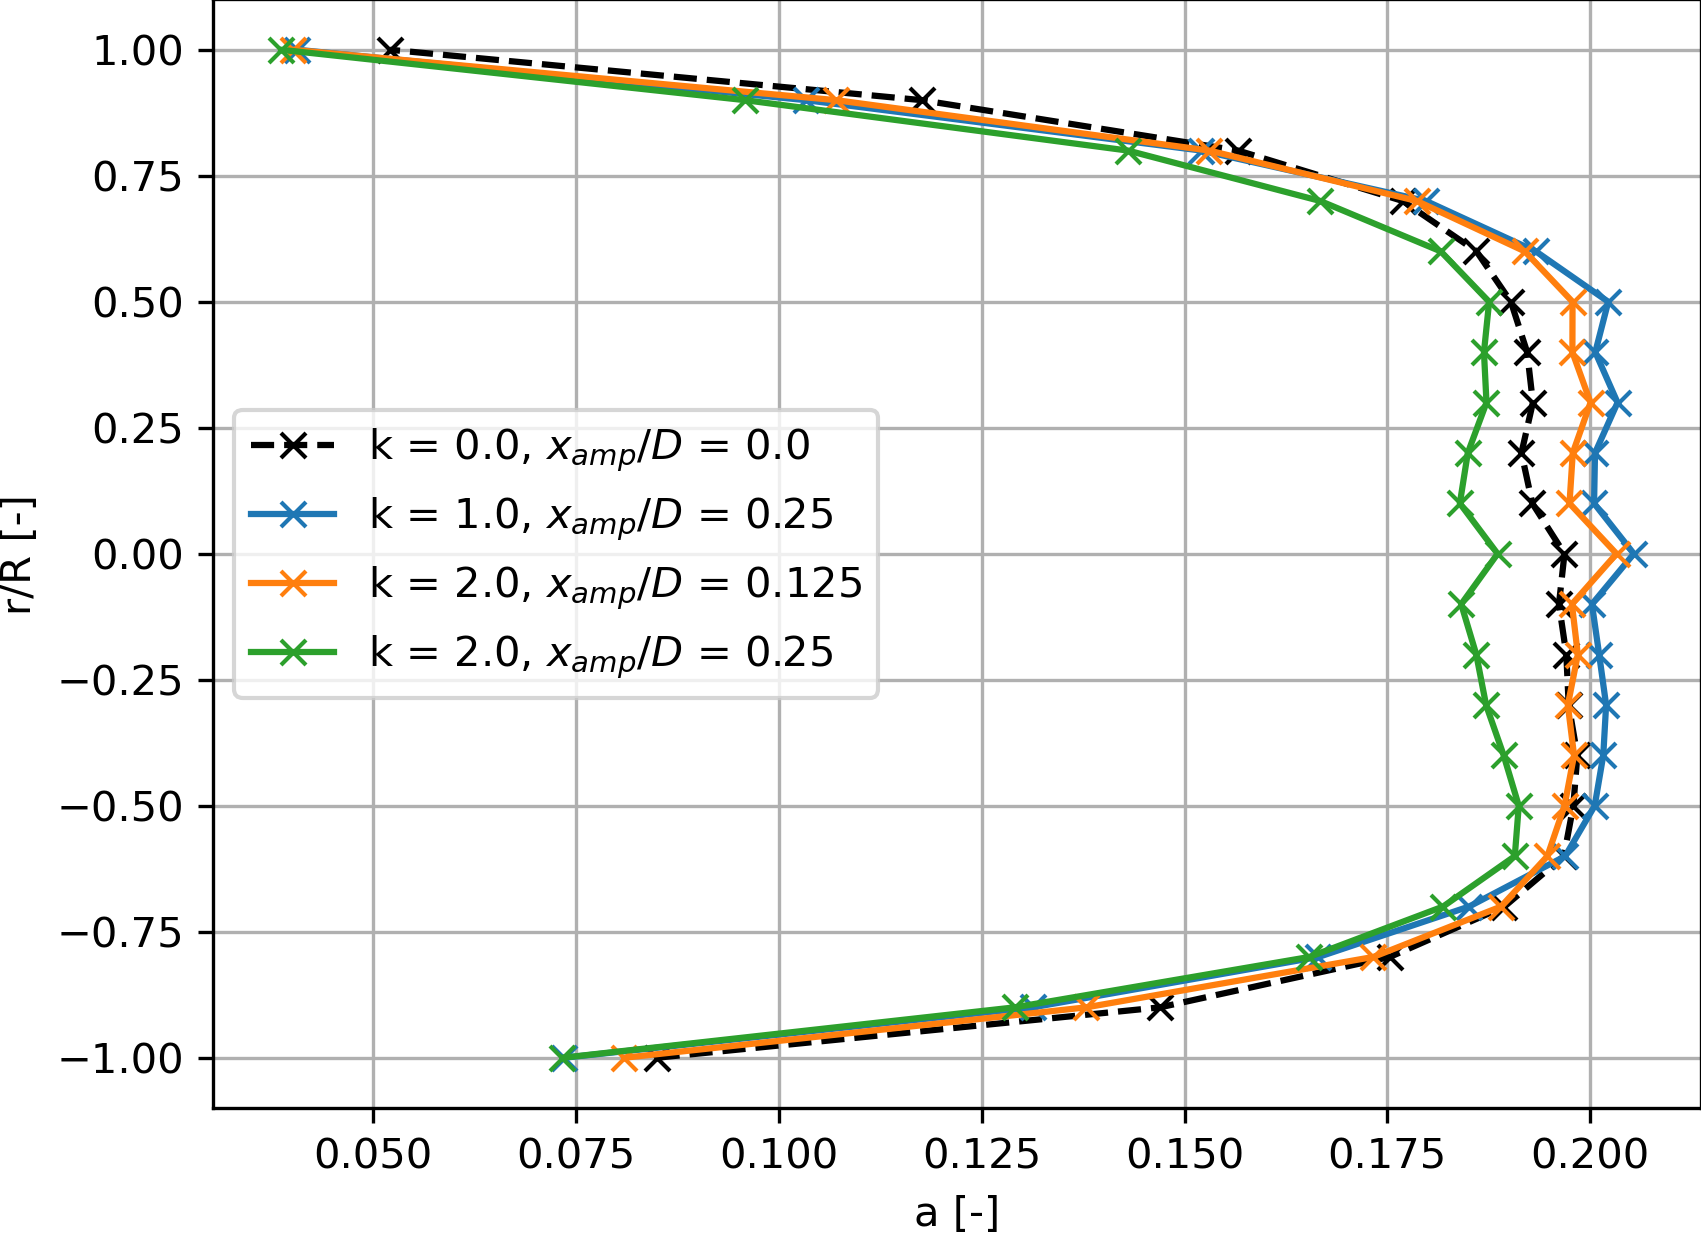 1.00
0.75
0.50
0.25
0.00
−0.25
−0.50
−0.75
−1.00
r/R [-]
k = 0.0, x_amp/D = 0.0
k = 1.0, x_amp/D = 0.25
k = 2.0, x_amp/D = 0.125
k = 2.0, x_amp/D = 0.25
0.050 0.075 0.100 0.125 0.150 0.175 0.200
a [-]